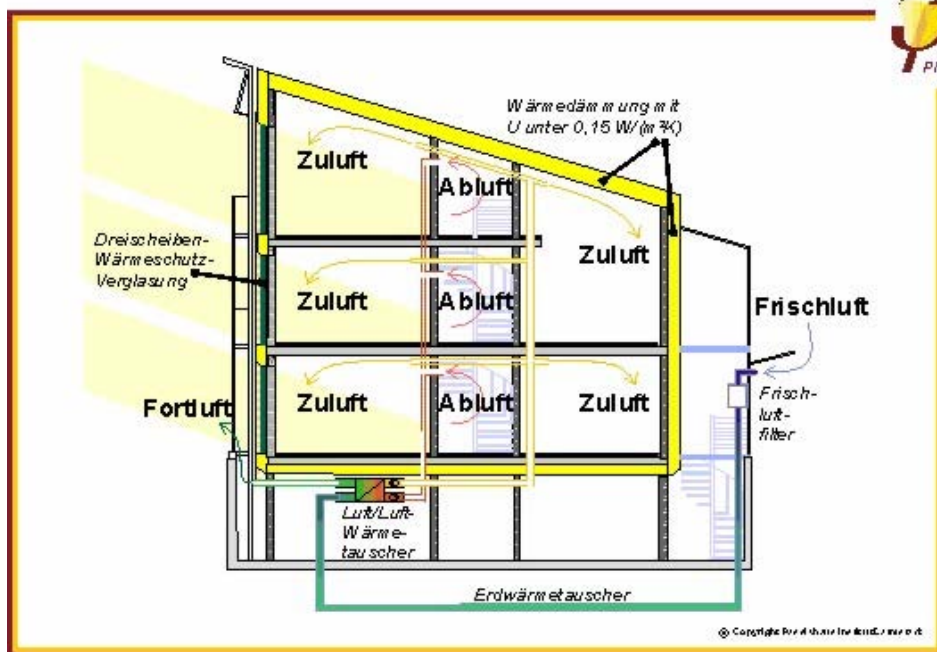 Wärmedämmung mit
U unter 0,15 W/(m²K)
Zuluft
Abluft
Dreischeiben-
Wärmeschutz-
Verglasung
Zuluft
Zuluft
Abluft
Frischluft
Zuluft
Abluft
Zuluft
Fortluft
Frisch-
luft-
filter
Luft/Luft-
Wärme-
tauscher
Erdwärmetauscher
© Copyright